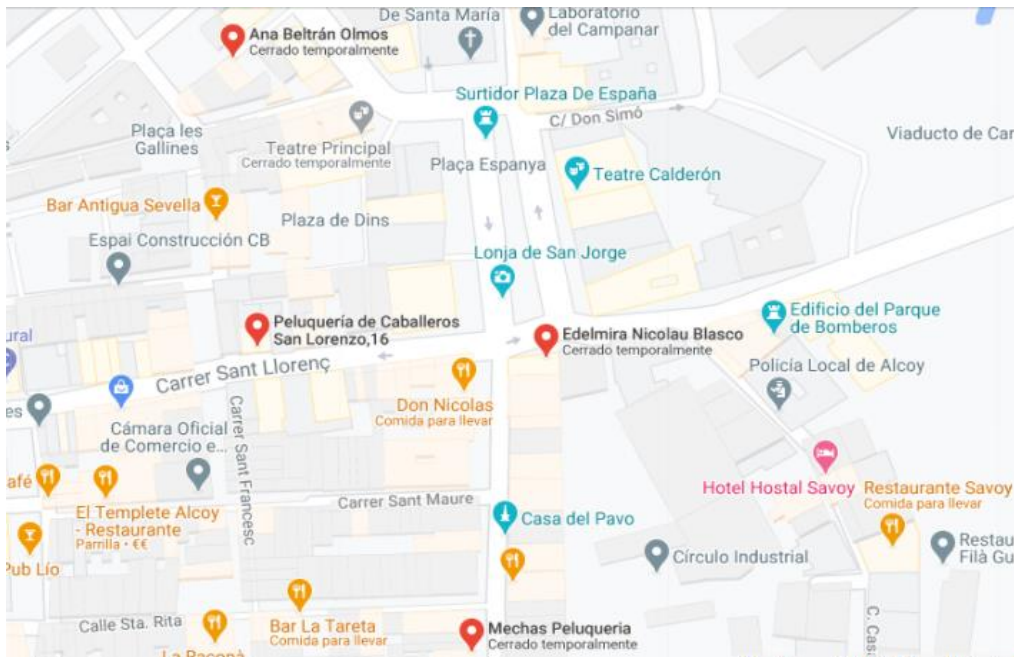 De Santa María
Laboratorio
del Campanar
Ana Beltrán Olmos
Cerrado temporalmente
Surtidor Plaza De España
C/ Don Simó
Plaça les
Gallines
Teatre Principal
Cerrado temporalmente
Plaça Espanya
Viaducto de Can
Teatre Calderón
Bar Antigua Sevella
Plaza de Dins
Espai Construcción CB
Lonja de San Jorge
Edificio del Parque
de Bomberos
Peluquería de Caballeros
San Lorenzo,16
Edelmira Nicolau Blasco
Cerrado temporalmente
ural
Policía Local de Alcoy
Carrer Sant Llorenç
Don Nicolas
Comida para llevar
es
Cámara Oficial
de Comercio e...
Carrer Sant Francesc
afé
Hotel Hostal Savoy
Restaurante Savoy
Comida para llevar
Carrer Sant Maure
El Templete Alcoy
- Restaurante
Parrilla • €€
Casa del Pavo
Pub Lío
Círculo Industrial
Restau
Filà Gu
Calle Sta. Rita
Bar La Tareta
Comida para llevar
Mechas Peluqueria
Cerrado temporalmente
C. Casa